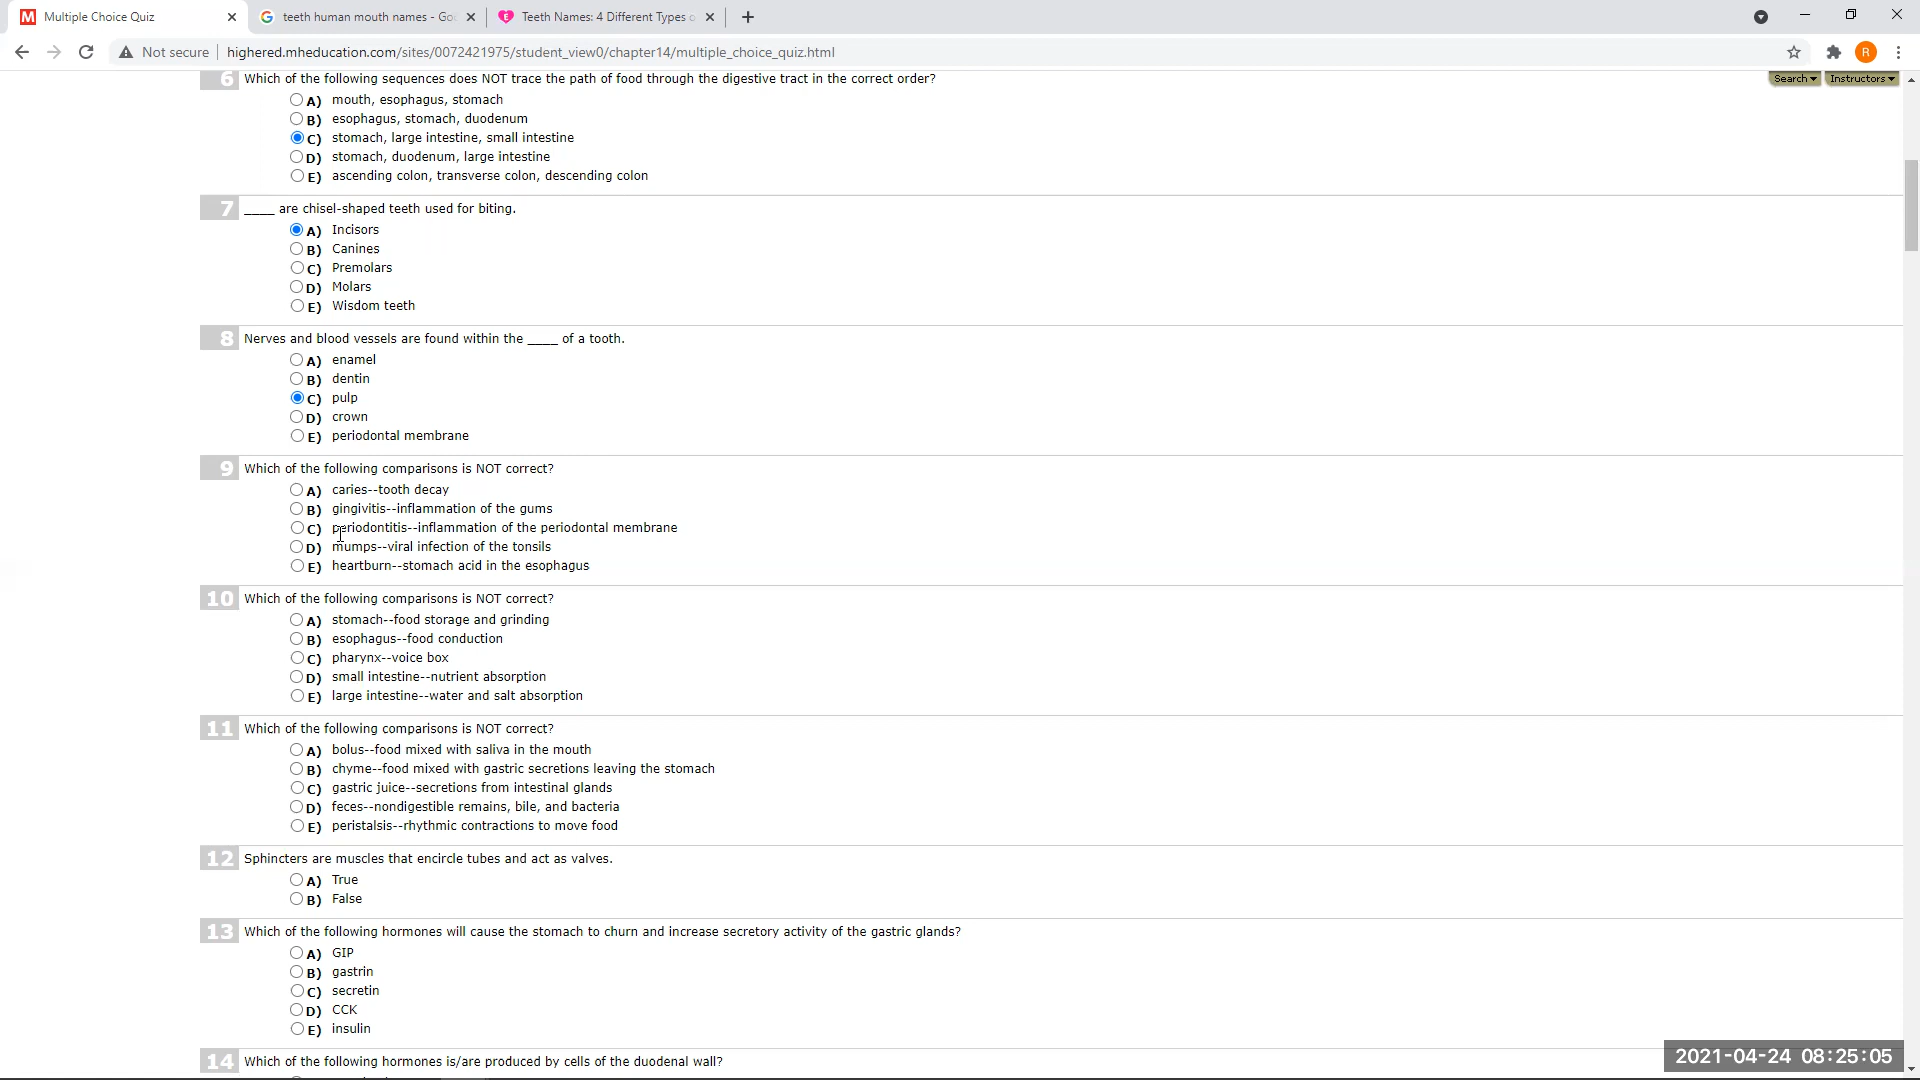 Multiple Choice Quiz
teeth human mouth names - Goo
Teeth Names: 4 Different Types o
Not secure
highered.mheducation.com/sites/0072421975/student_view0/chapter14/multiple_choice_quiz.html
R
Search
Instructors
6 Which of the following sequences does NOT trace the path of food through the digestive tract in the correct order?
A) mouth, esophagus, stomach
B) esophagus, stomach, duodenum
C) stomach, large intestine, small intestine
D) stomach, duodenum, large intestine
E) ascending colon, transverse colon, descending colon
7 ____ are chisel-shaped teeth used for biting.
A) Incisors
B) Canines
C) Premolars
D) Molars
E) Wisdom teeth
8 Nerves and blood vessels are found within the ____ of a tooth.
A) enamel
B) dentin
C) pulp
D) crown
E) periodontal membrane
9 Which of the following comparisons is NOT correct?
A) caries--tooth decay
B) gingivitis--inflammation of the gums
C) periodontitis--inflammation of the periodontal membrane
D) mumps--viral infection of the tonsils
E) heartburn--stomach acid in the esophagus
10 Which of the following comparisons is NOT correct?
A) stomach--food storage and grinding
B) esophagus--food conduction
C) pharynx--voice box
D) small intestine--nutrient absorption
E) large intestine--water and salt absorption
11 Which of the following comparisons is NOT correct?
A) bolus--food mixed with saliva in the mouth
B) chyme--food mixed with gastric secretions leaving the stomach
C) gastric juice--secretions from intestinal glands
D) feces--nondigestible remains, bile, and bacteria
E) peristalsis--rhythmic contractions to move food
12 Sphincters are muscles that encircle tubes and act as valves.
A) True
B) False
13 Which of the following hormones will cause the stomach to churn and increase secretory activity of the gastric glands?
A) GIP
B) gastrin
C) secretin
D) CCK
E) insulin
14 Which of the following hormones is/are produced by cells of the duodenal wall?
2021-04-24 08:25:05